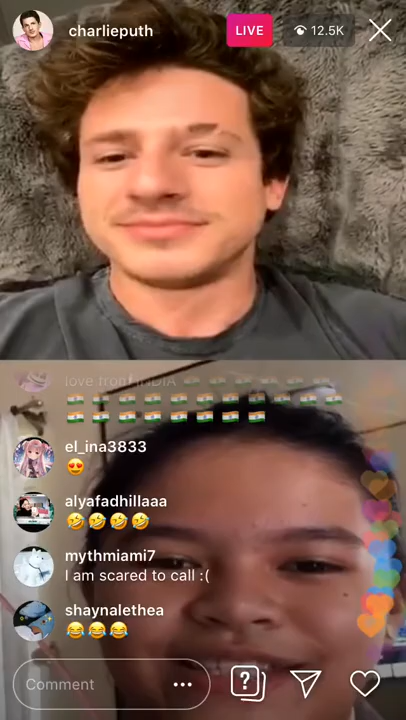 charlieputh
LIVE
12.5K
love from INDIA 🇮🇳 🇮🇳 🇮🇳 🇮🇳 🇮🇳 🇮🇳
🇮🇳 🇮🇳 🇮🇳 🇮🇳 🇮🇳 🇮🇳 🇮🇳 🇮🇳 🇮🇳 🇮🇳 🇮🇳
🇮🇳 🇮🇳 🇮🇳 🇮🇳 🇮🇳 🇮🇳 🇮🇳 🇮🇳
el_ina3833
😍
alyafadhillaaa
🤣🤣🤣🤣
mythmiami7
I am scared to call :(
shaynalethea
😂😂😂
Comment